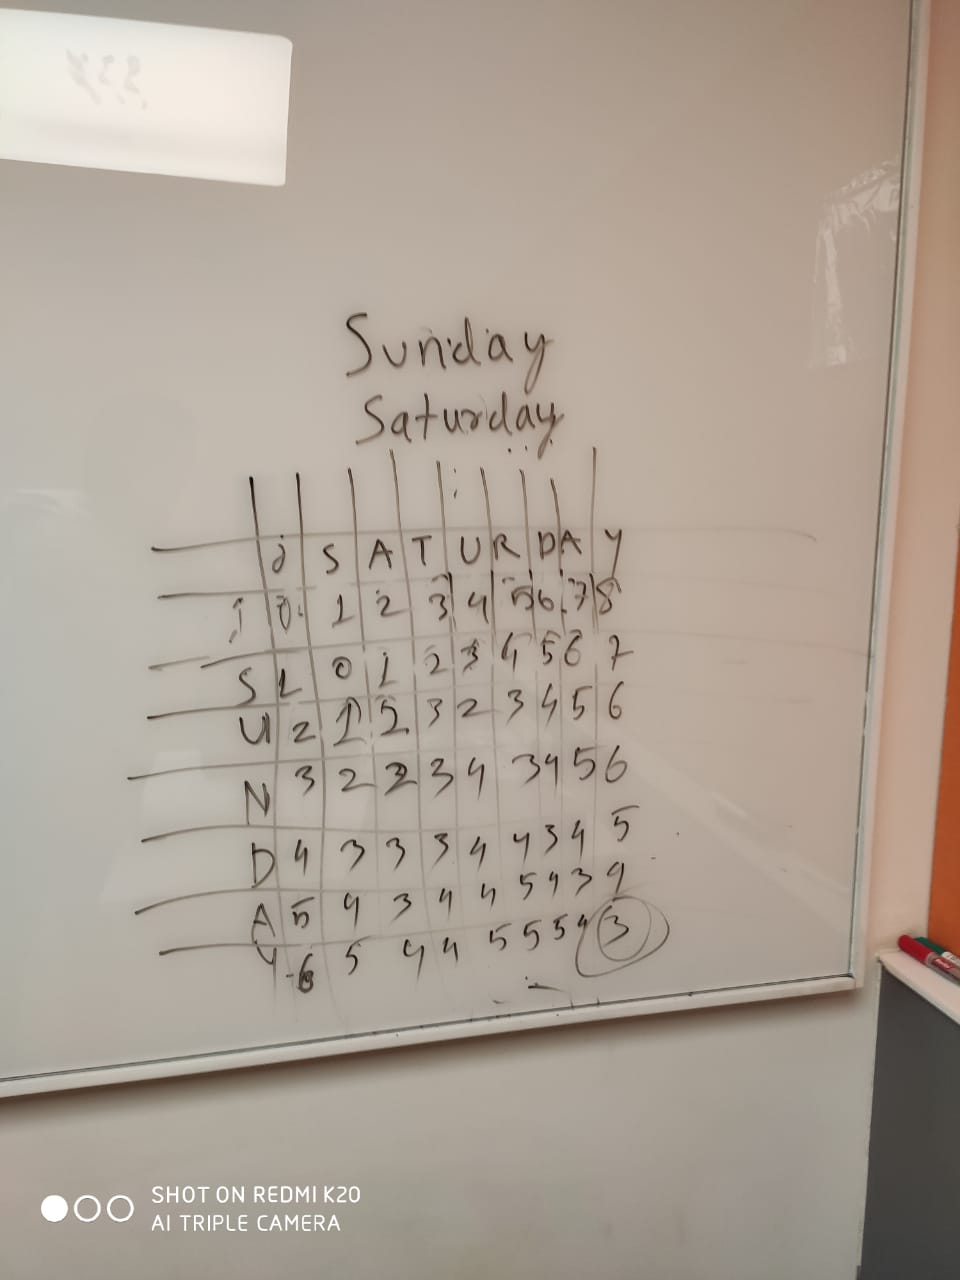 Sunday
Saturday
j S A T U R D A Y
j 0 1 2 3 4 5 6 7 8
S 1 0 1 2 3 4 5 6 7
U 2 1 2 3 2 3 4 5 6
N 3 2 2 3 4 3 4 5 6
D 4 3 3 3 4 4 3 4 5
A 5 4 3 4 4 5 4 3 4
Y 6 5 4 4 5 5 5 4 3
SHOT ON REDMI K20
AI TRIPLE CAMERA